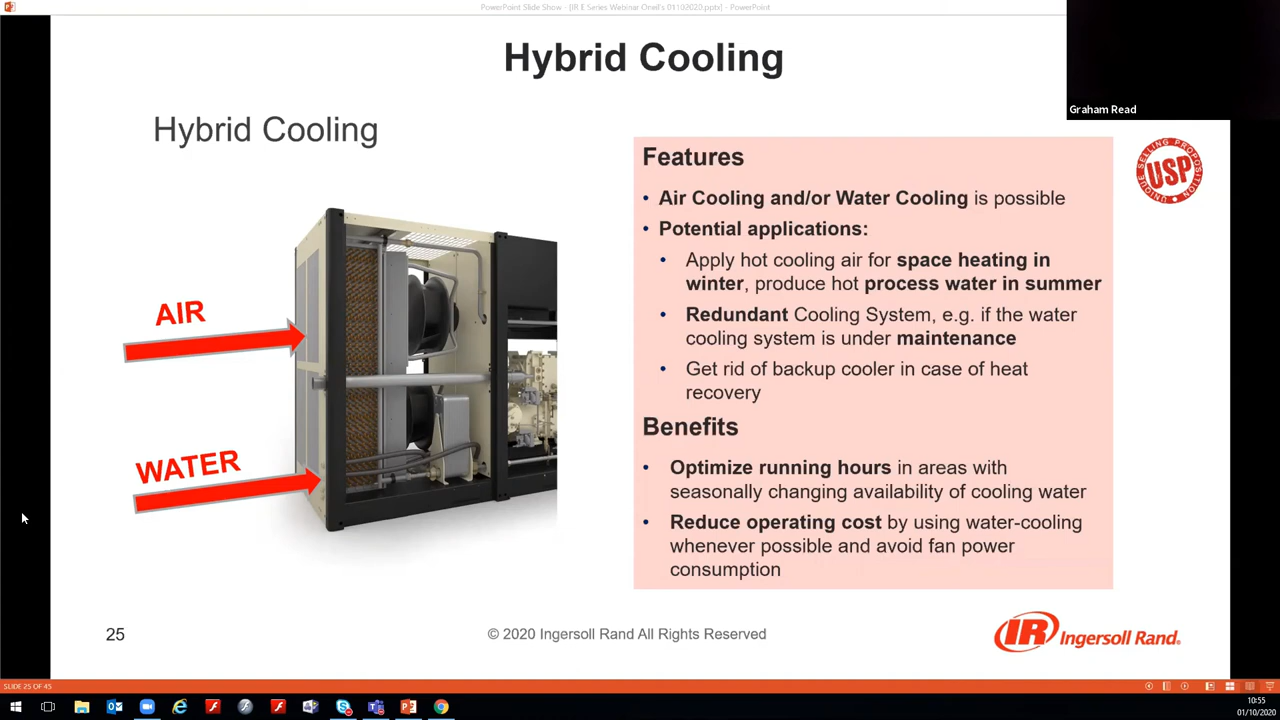 PowerPoint Slide Show - [IR E Series Webinar Oneil's 01102020.pptx] - PowerPoint
Hybrid Cooling
Graham Read
Hybrid Cooling
Features
UNIQUE SELLING PROPOSITION
USP
• Air Cooling and/or Water Cooling is possible
• Potential applications:
• Apply hot cooling air for space heating in
winter, produce hot process water in summer
• Redundant Cooling System, e.g. if the water
cooling system is under maintenance
• Get rid of backup cooler in case of heat
recovery
AIR
WATER
Benefits
• Optimize running hours in areas with
seasonally changing availability of cooling water
• Reduce operating cost by using water-cooling
whenever possible and avoid fan power
consumption
25
© 2020 Ingersoll Rand All Rights Reserved
IR Ingersoll Rand.
SLIDE 25 OF 45
10:55
01/10/2020